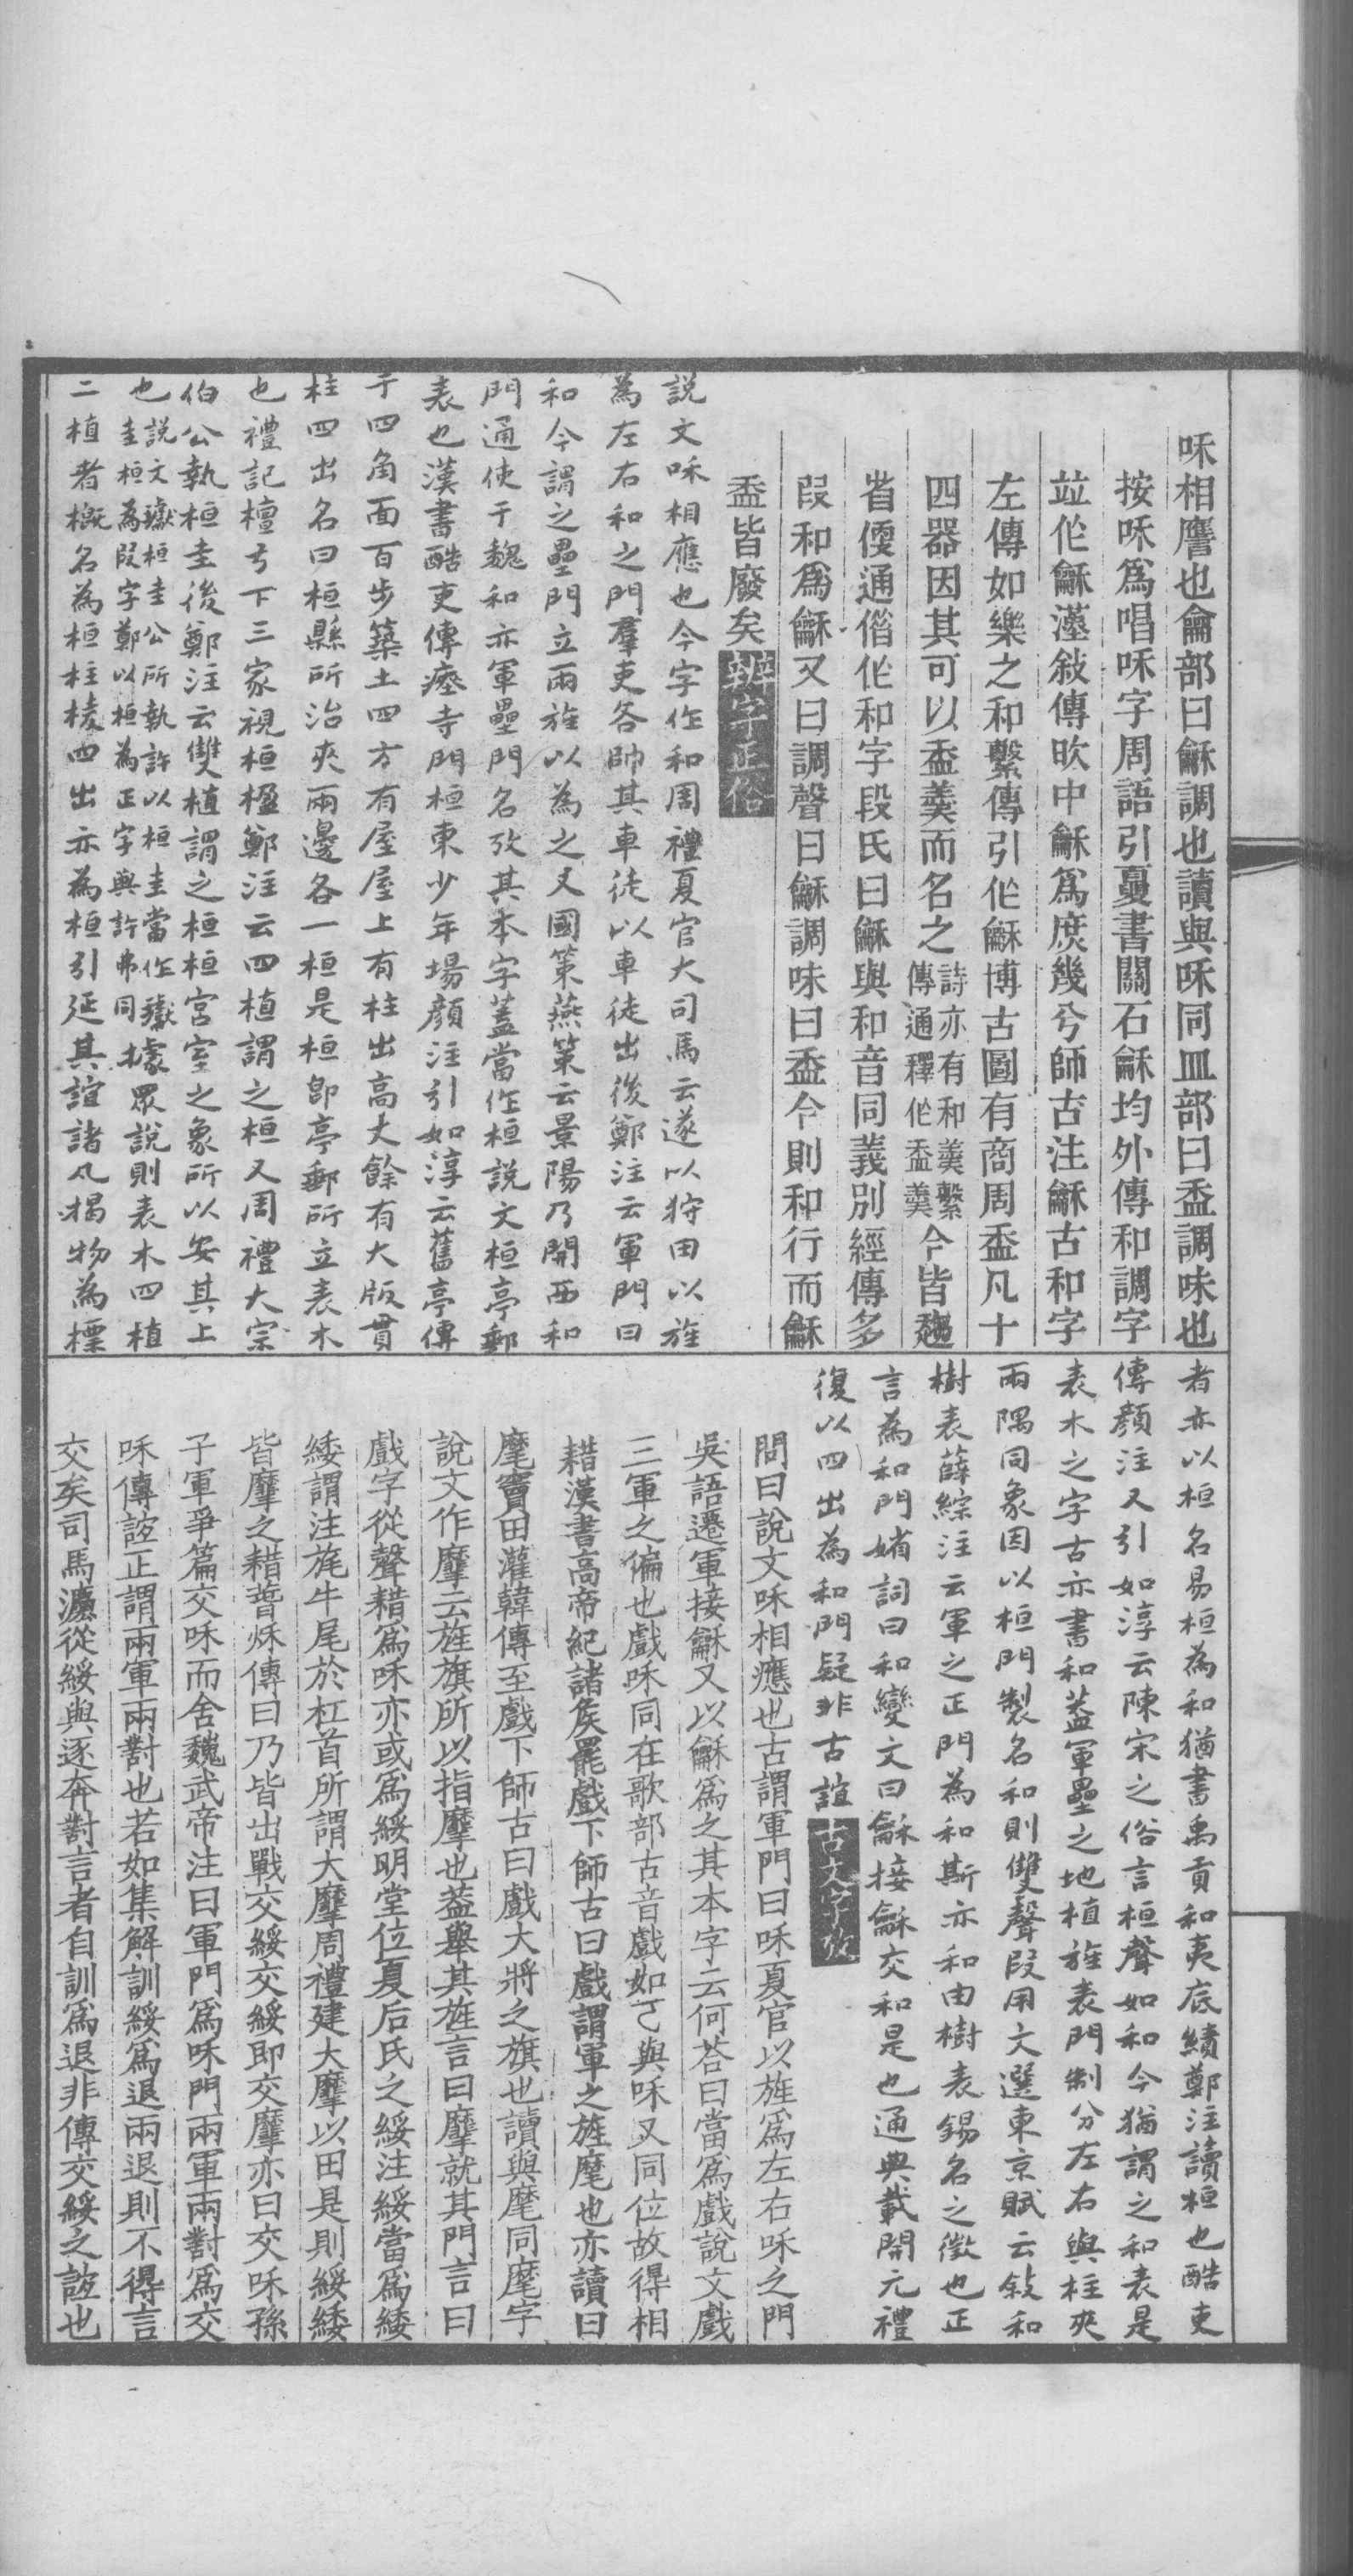 咊相譍也龠部曰龢調也讀與咊同皿部曰盉調味也
按咊爲唱咊字周語引夏書關石龢均外傳和調字
竝作龢漢敍傳欥中龢爲庶幾兮師古注龢古和字
左傳如樂之和繫傳引作龢博古圖有商周盉凡十
四器因其可以盉羹而名之詩亦有和羹繫傳通釋作盉羹今皆趨
省便通偕作和字段氏曰龢與和音同義別經傳多
叚和爲龢又曰調聲曰龢調味曰盉今則和行而龢
盉皆廢矣辨字正俗
說文咊相應也今字作和周禮夏官大司馬云遂以狩田以旌
為左右和之門羣吏各帥其車徒以車徒出後鄭注云軍門曰
和今謂之壘門立兩旌以為之又國策燕策云景陽乃開西和
門通使于魏和亦軍壘門名攷其本字葢當作桓說文桓亭郵
表也漢書酷吏傳瘞寺門桓東少年場顏注引如淳云舊亭傳
于四角面百步築土四方有屋屋上有柱出高丈餘有大版貫
柱四出名曰桓縣所治夾兩邊各一桓是桓卽亭郵所立表木
也禮記檀弓下三家視桓楹鄭注云四植謂之桓又周禮大宗
伯公執桓圭後鄭注云雙植謂之桓桓宮室之象所以安其上
也說文瓛桓圭公所執許以桓圭當作瓛圭桓為叚字鄭以桓為正字與許弗同據眾說則表木四植
二植者槪名為桓柱棱四出亦為桓引延其誼諸凡楬物為標
者亦以桓名易桓為和猶書禹貢和夷底績鄭注讀桓也酷吏
傳顏注又引如淳云陳宋之俗言桓聲如和今猶謂之和表是
表木之字古亦書和葢軍壘之地植旌表門制分左右與柱夾
兩隅同象因以桓門製名和則雙聲叚用文選東京賦云敍和
樹表薛綜注云軍之正門為和斯亦和由樹表錫名之徵也正
言為和門媘詞曰和變文曰龢接龢交和是也通典載開元禮
復以四出為和門疑非古誼古文字攷
問曰說文咊相應也古謂軍門曰咊夏官以旌爲左右咊之門
吳語遷軍接龢又以龢爲之其本字云何荅曰當爲戲說文戲
三軍之偏也戲咊同在歌部古音戲如乊與咊又同位故得相
耤漢書高帝紀諸矦罷戲下師古曰戲謂軍之旌麾也亦讀曰
麾竇田灌韓傳至戲下師古曰戲大將之旗也讀與麾同麾字
說文作摩云旌旗所以指摩也葢舉其旌言曰摩就其門言曰
戲字從聲耤爲咊亦或爲綏明堂位夏后氏之綏注綏當爲緌
緌謂注旄牛尾於杠首所謂大摩周禮建大摩以田是則綏緌
皆摩之耤晉穌傳曰乃皆出戰交綏交綏即交摩亦曰交咊孫
子軍爭篇交咊而舍魏武帝注曰軍門爲咊門兩軍兩對爲交
咊傳誼正謂兩軍兩對也若如集解訓綏爲退兩退則不得言
交矣司馬灋從綏與逐奔對言者自訓爲退非傳交綏之誼也